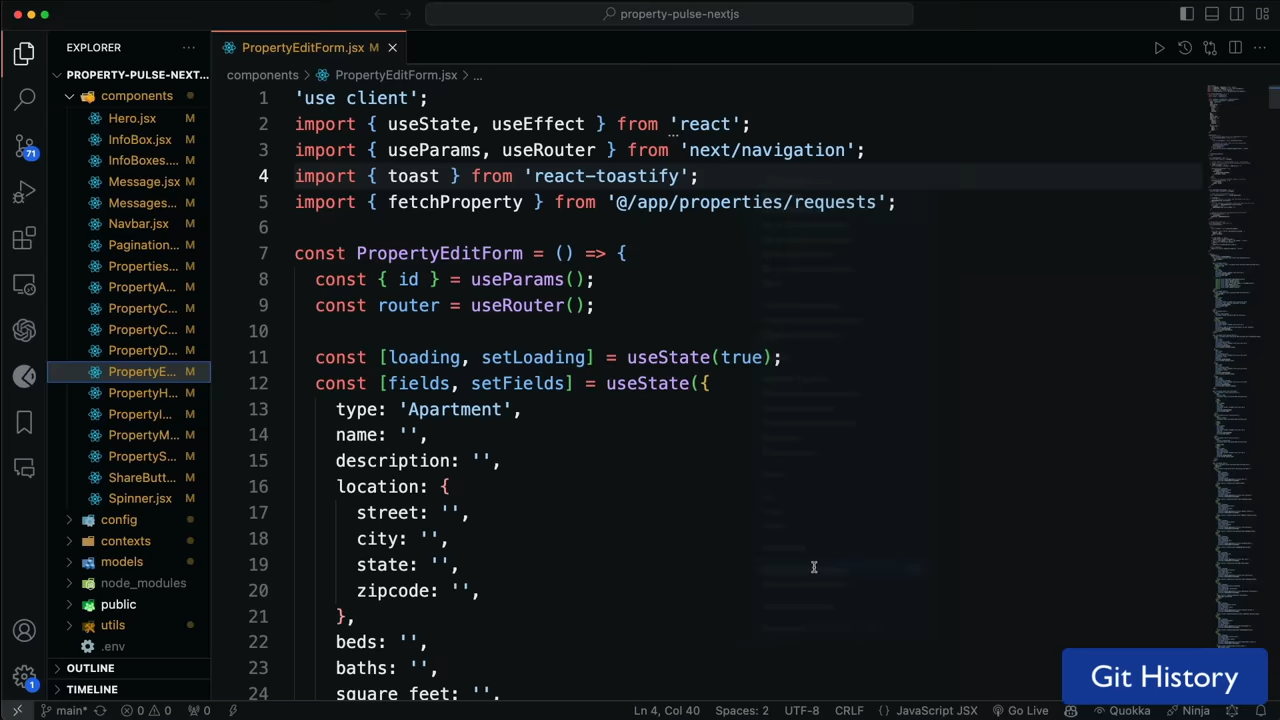 property-pulse-nextjs
EXPLORER
PropertyEditForm.jsx M
PROPERTY-PULSE-NEXT...
components > PropertyEditForm.jsx > ...
components
Hero.jsx M
InfoBox.jsx M
InfoBoxes.... M
Message.jsx M
Messages... M
Navbar.jsx M
Pagination... M
Properties... M
PropertyA... M
PropertyC... M
PropertyC... M
PropertyD... M
PropertyE... M
PropertyH... M
PropertyI... M
PropertyM... M
PropertyS... M
ShareButt... M
Spinner.jsx M
config
contexts
models
node_modules
public
utils
.env
OUTLINE
TIMELINE
71
1
1 'use client';
2 import { useState, useEffect } from 'react';
3 import { useParams, useRouter } from 'next/navigation';
4 import { toast } from 'react-toastify';
5 import { fetchProperty } from '@/app/properties/requests';
6
7 const PropertyEditForm = () => {
8 const { id } = useParams();
9 const router = useRouter();
10
11 const [loading, setLoading] = useState(true);
12 const [fields, setFields] = useState({
13 type: 'Apartment',
14 name: ''
15 description: '',
16 location: {
17 street: '',
18 city: '',
19 state: '',
20 zipcode: '',
21 },
22 beds: '',
23 baths: '',
24 square_feet: '',
Git History
main* 0 0 0 Ln 4, Col 40 Spaces: 2 UTF-8 CRLF {} JavaScript JSX Go Live Quokka Ninja